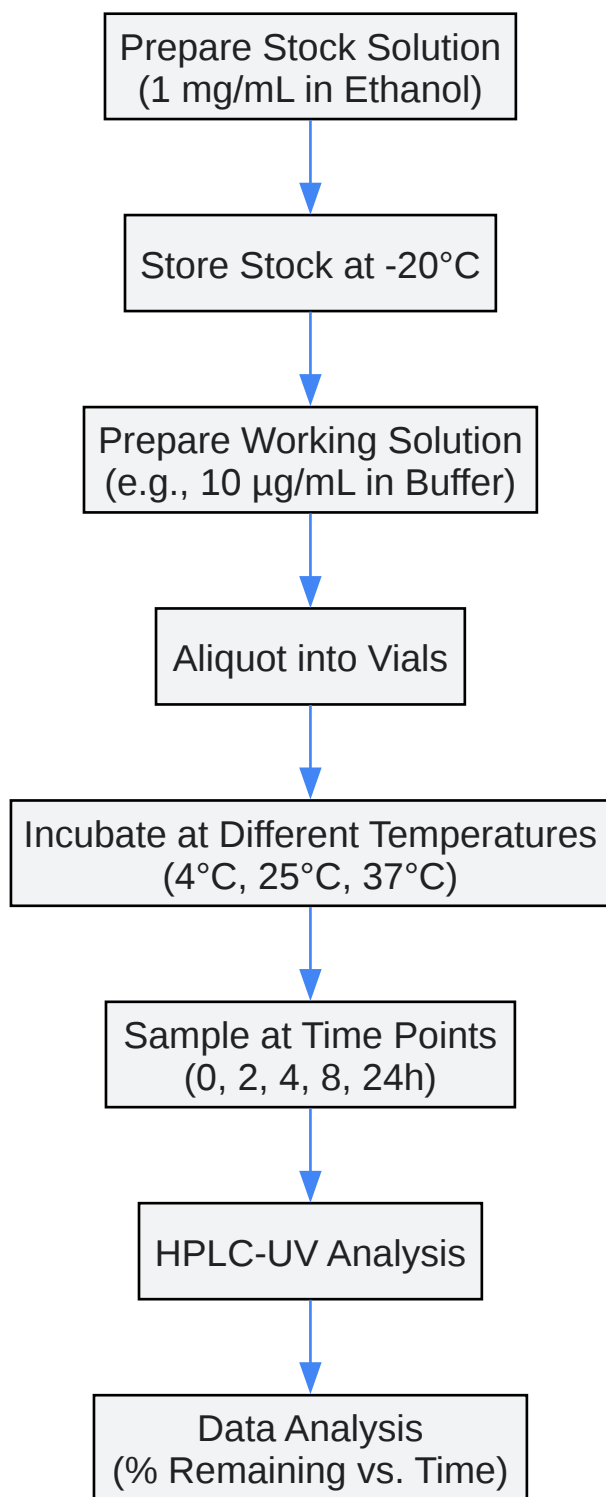 Prepare Stock Solution
(1 mg/mL in Ethanol)
Store Stock at -20°C
Prepare Working Solution
(e.g., 10 µg/mL in Buffer)
Aliquot into Vials
Incubate at Different Temperatures
(4°C, 25°C, 37°C)
Sample at Time Points
(0, 2, 4, 8, 24h)
HPLC-UV Analysis
Data Analysis
(% Remaining vs. Time)